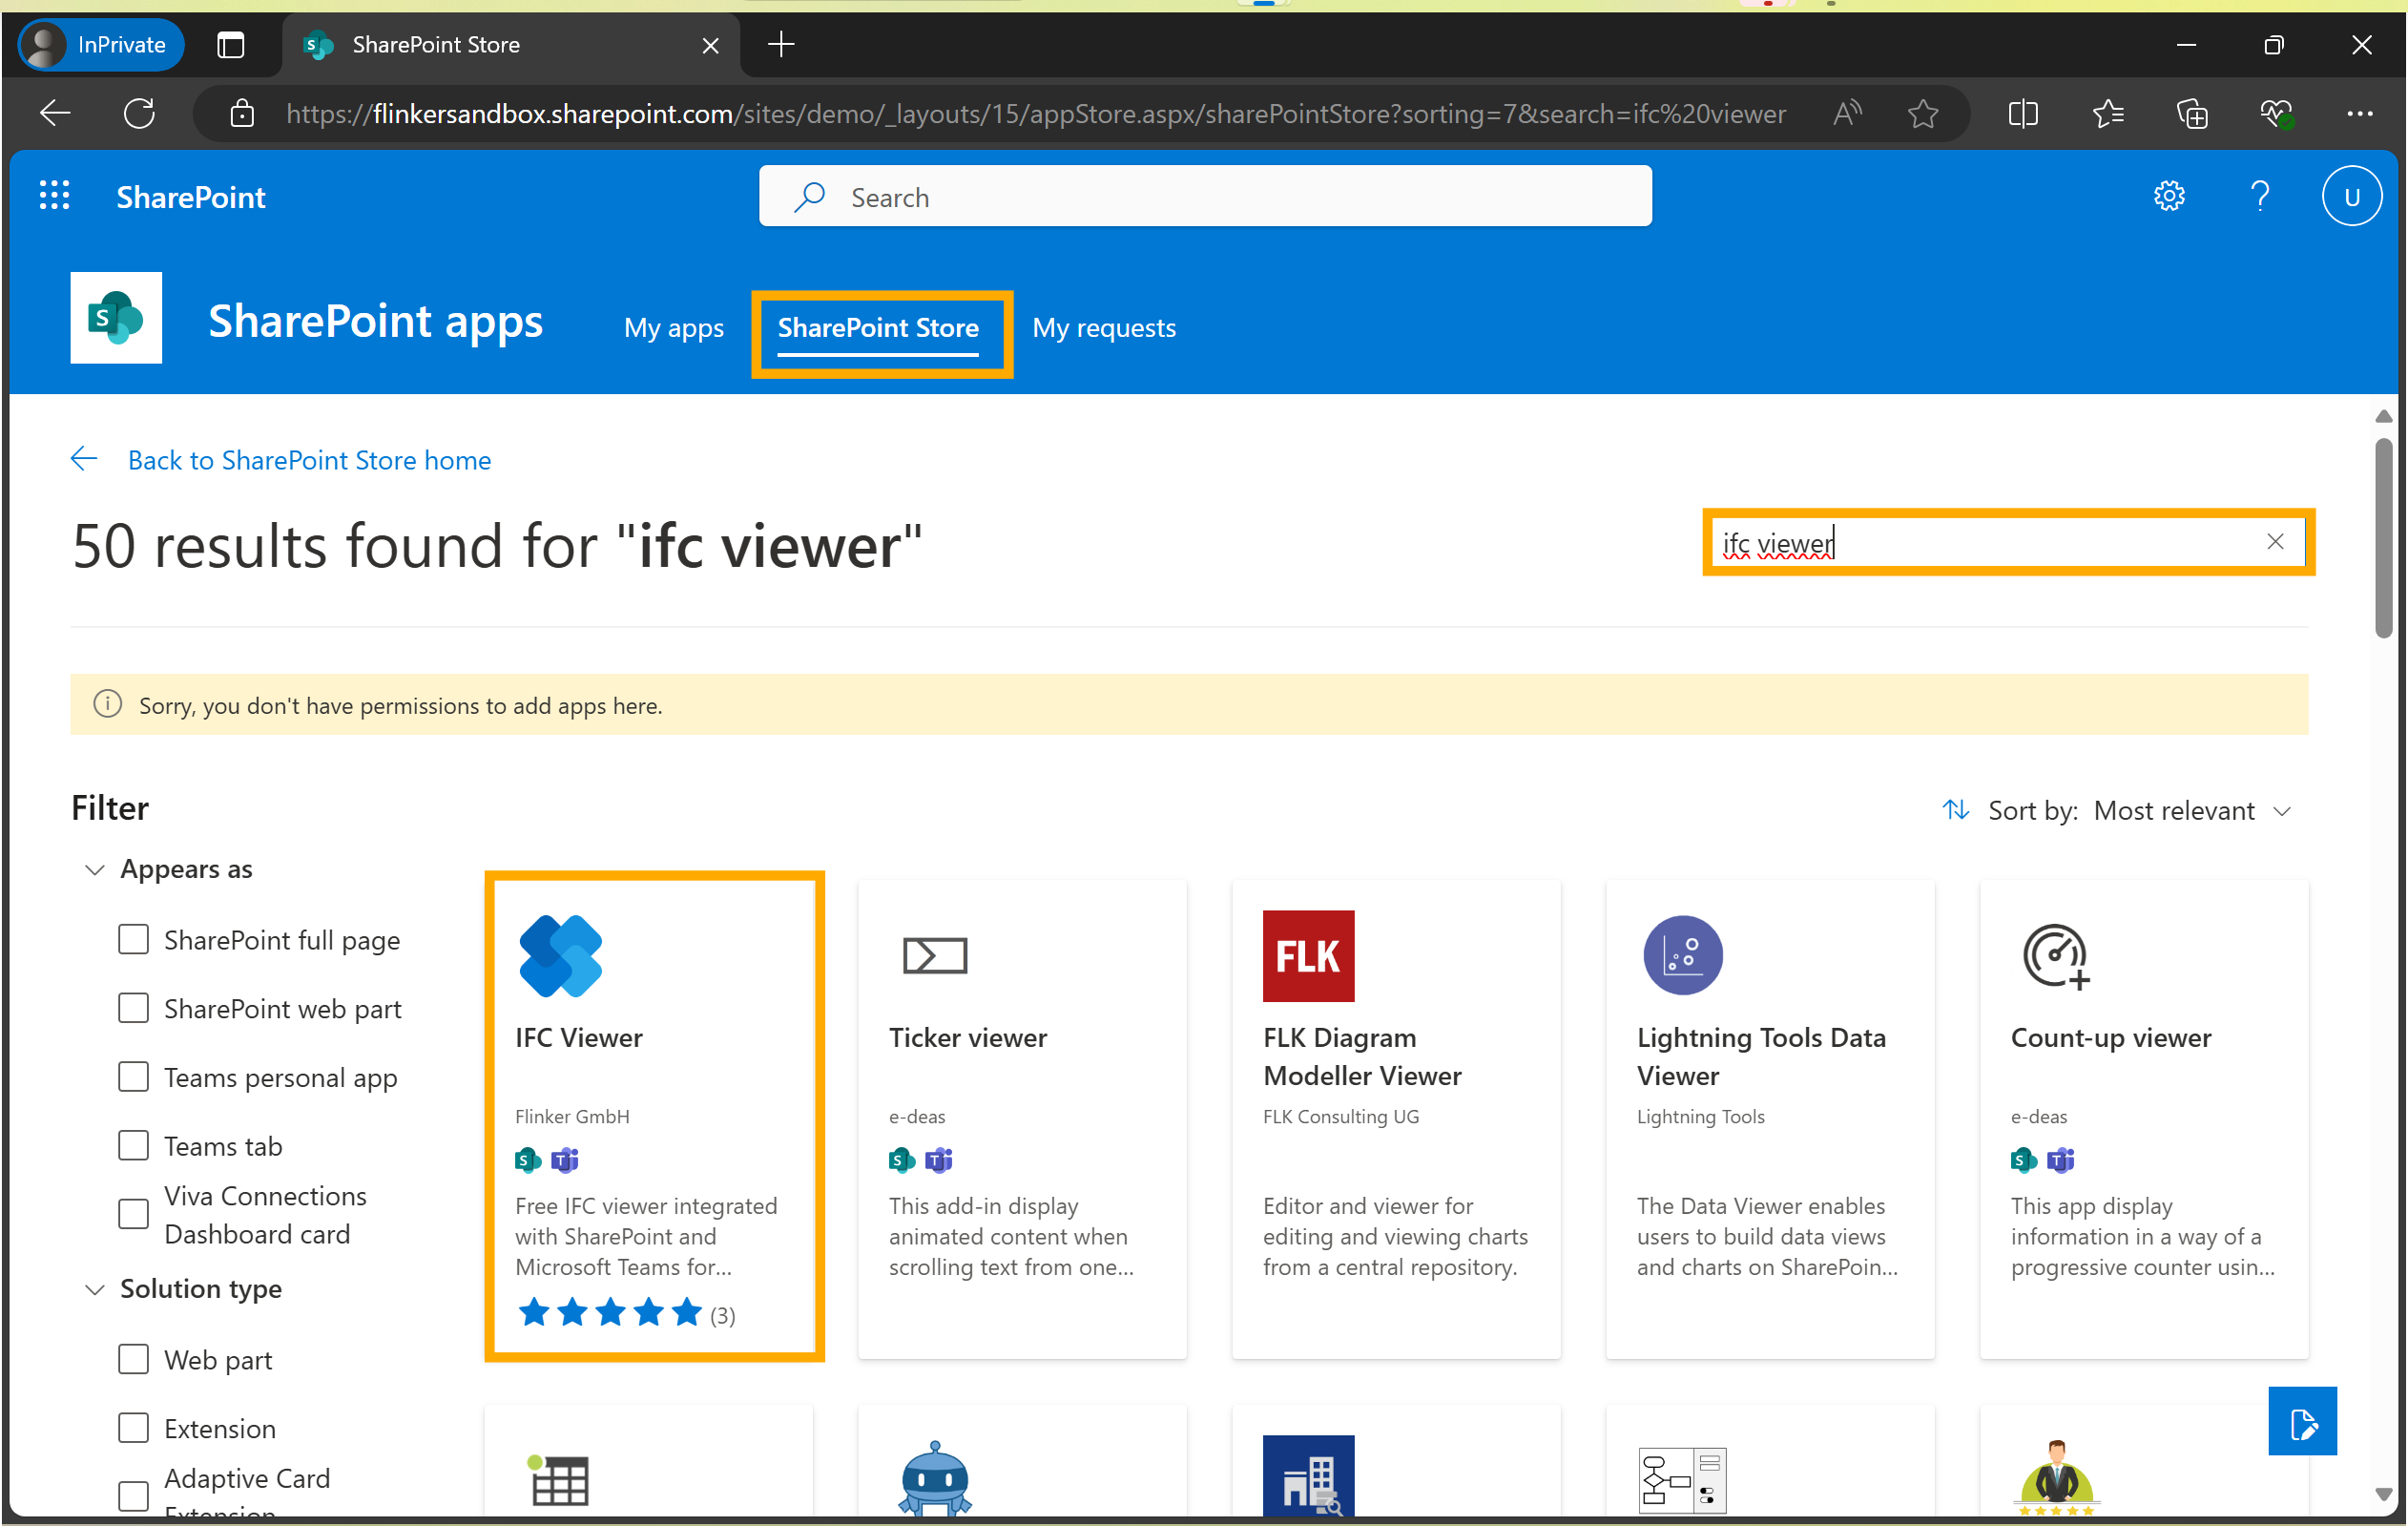 InPrivate
SharePoint Store
https://flinkersandbox.sharepoint.com/sites/demo/_layouts/15/appStore.aspx/sharePointStore?sorting=7&search=ifc%20viewer
SharePoint
Search
U
SharePoint apps
My apps
SharePoint Store
My requests
Back to SharePoint Store home
50 results found for "ifc viewer"
ifc viewer
Sorry, you don't have permissions to add apps here.
Filter
Sort by: Most relevant
Appears as
SharePoint full page
SharePoint web part
Teams personal app
Teams tab
Viva Connections
Dashboard card
Solution type
Web part
Extension
Adaptive Card
Extension
IFC Viewer
Flinker GmbH
Free IFC viewer integrated
with SharePoint and
Microsoft Teams for...
(3)
Ticker viewer
e-deas
This add-in display
animated content when
scrolling text from one...
FLK
FLK Diagram
Modeller Viewer
FLK Consulting UG
Editor and viewer for
editing and viewing charts
from a central repository.
Lightning Tools Data
Viewer
Lightning Tools
The Data Viewer enables
users to build data views
and charts on SharePoin...
Count-up viewer
e-deas
This app display
information in a way of a
progressive counter usin...